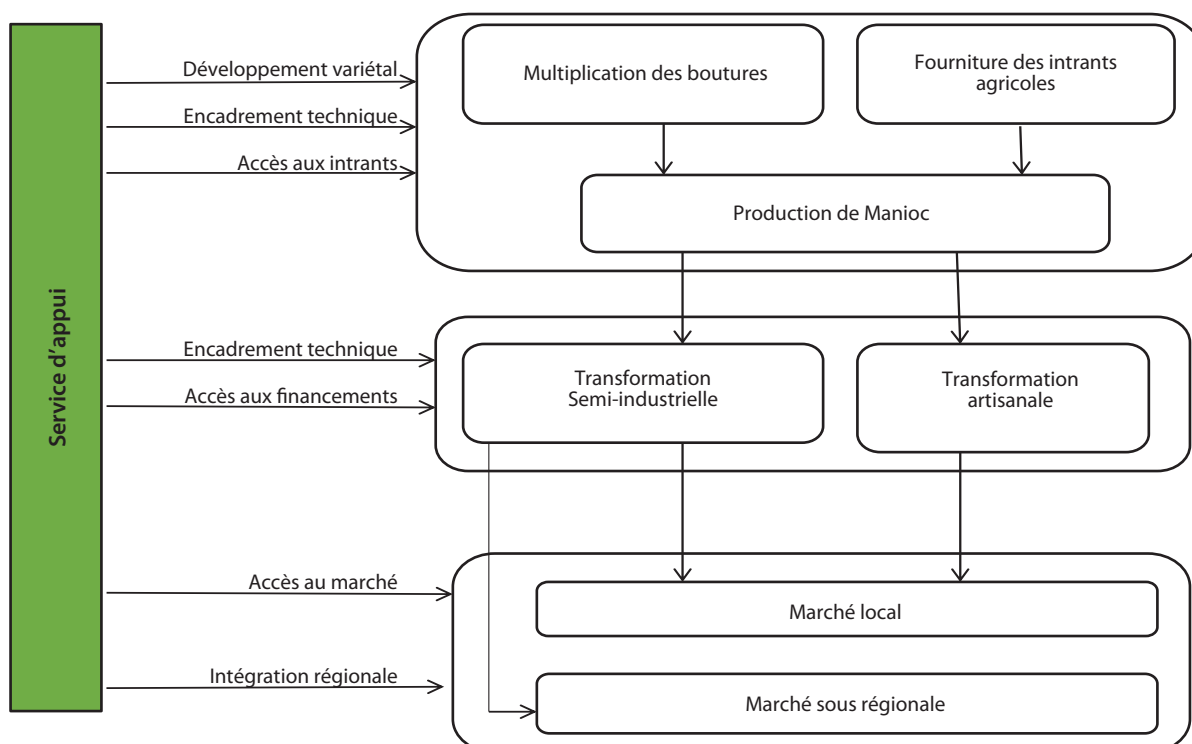 Service d'appui
Développement variétal
Encadrement technique
Accès aux intrants
Multiplication des boutures
Fourniture des intrants
agricoles
Production de Manioc
Encadrement technique
Accès aux financements
Transformation
Semi-industrielle
Transformation
artisanale
Accès au marché
Intégration régionale
Marché local
Marché sous régionale